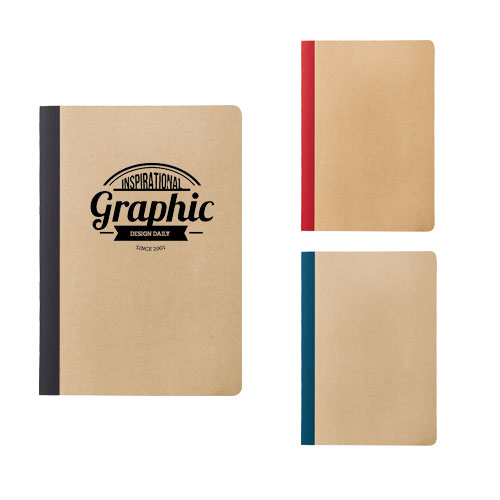 INSPIRATIONAL
Graphic
DESIGN DAILY
SINCE 2001